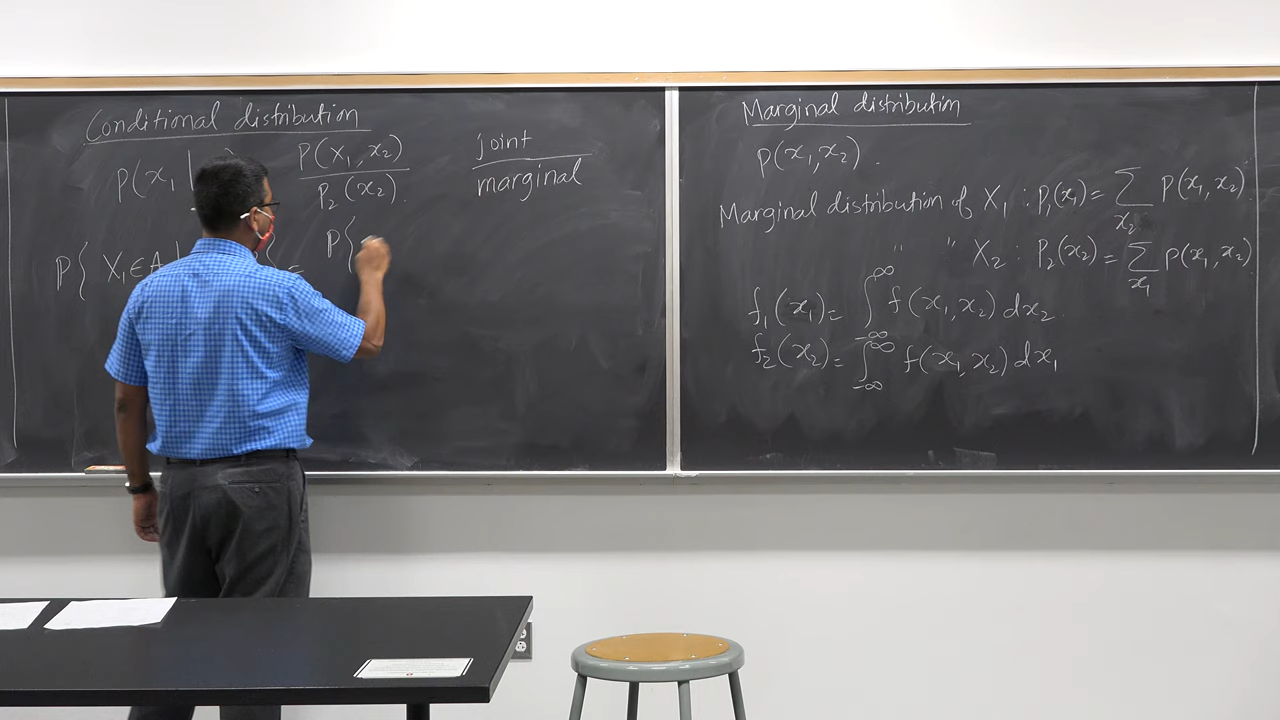 Conditional distribution
p(x₁ | P(X₁, x₂) / P₂(x₂).
joint / marginal
P{ X₁ ∈ A | } = P{
Marginal distribution
p(x₁, x₂).
Marginal distribution of X₁ : P₁(x₁) = ∑_{x₂} P(x₁, x₂).
" " X₂ : P₂(x₂) = ∑_{x₁} P(x₁, x₂)
f₁(x₁) = ∫_{-∞}^{∞} f(x₁, x₂) dx₂.
f₂(x₂) = ∫_{-∞}^{∞} f(x₁, x₂) dx₁